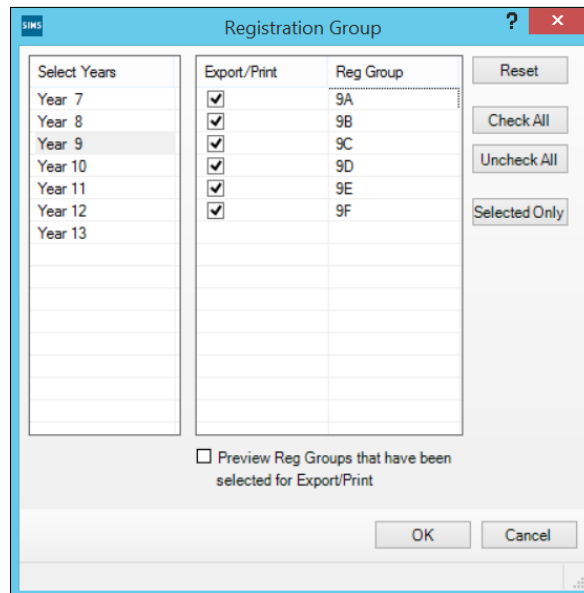 SIMS
Registration Group
?
x
Select Years
Year 7
Year 8
Year 9
Year 10
Year 11
Year 12
Year 13
Export/Print Reg Group
9A
9B
9C
9D
9E
9F
Reset
Check All
Uncheck All
Selected Only
Preview Reg Groups that have been
selected for Export/Print
OK
Cancel